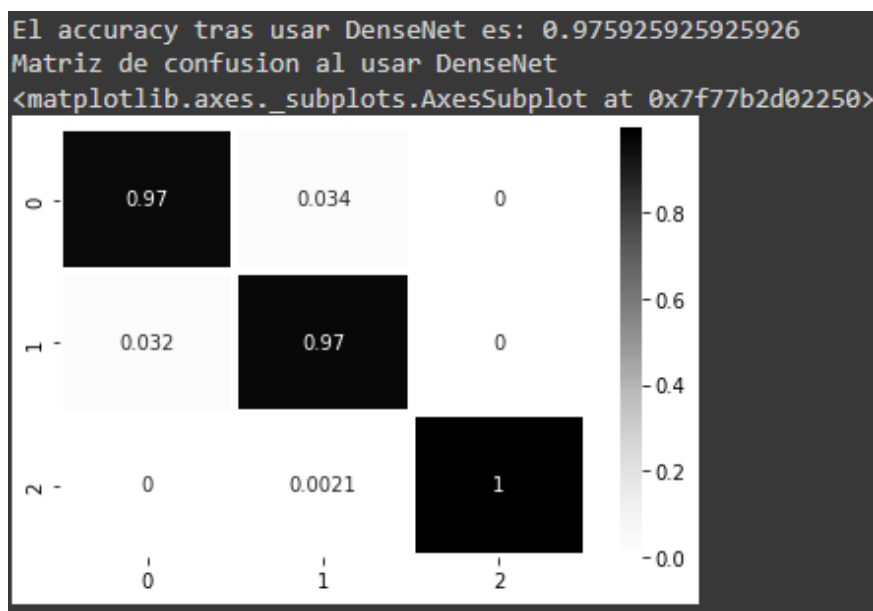 El accuracy tras usar DenseNet es: 0.975925925925926
Matriz de confusion al usar DenseNet
<matplotlib.axes._subplots.AxesSubplot at 0x7f77b2d02250>
0 0.97 0.034 0
0.8
0.6
1 0.032 0.97 0
0.4
0.2
2 0 0.0021 1
0.0
0 1 2